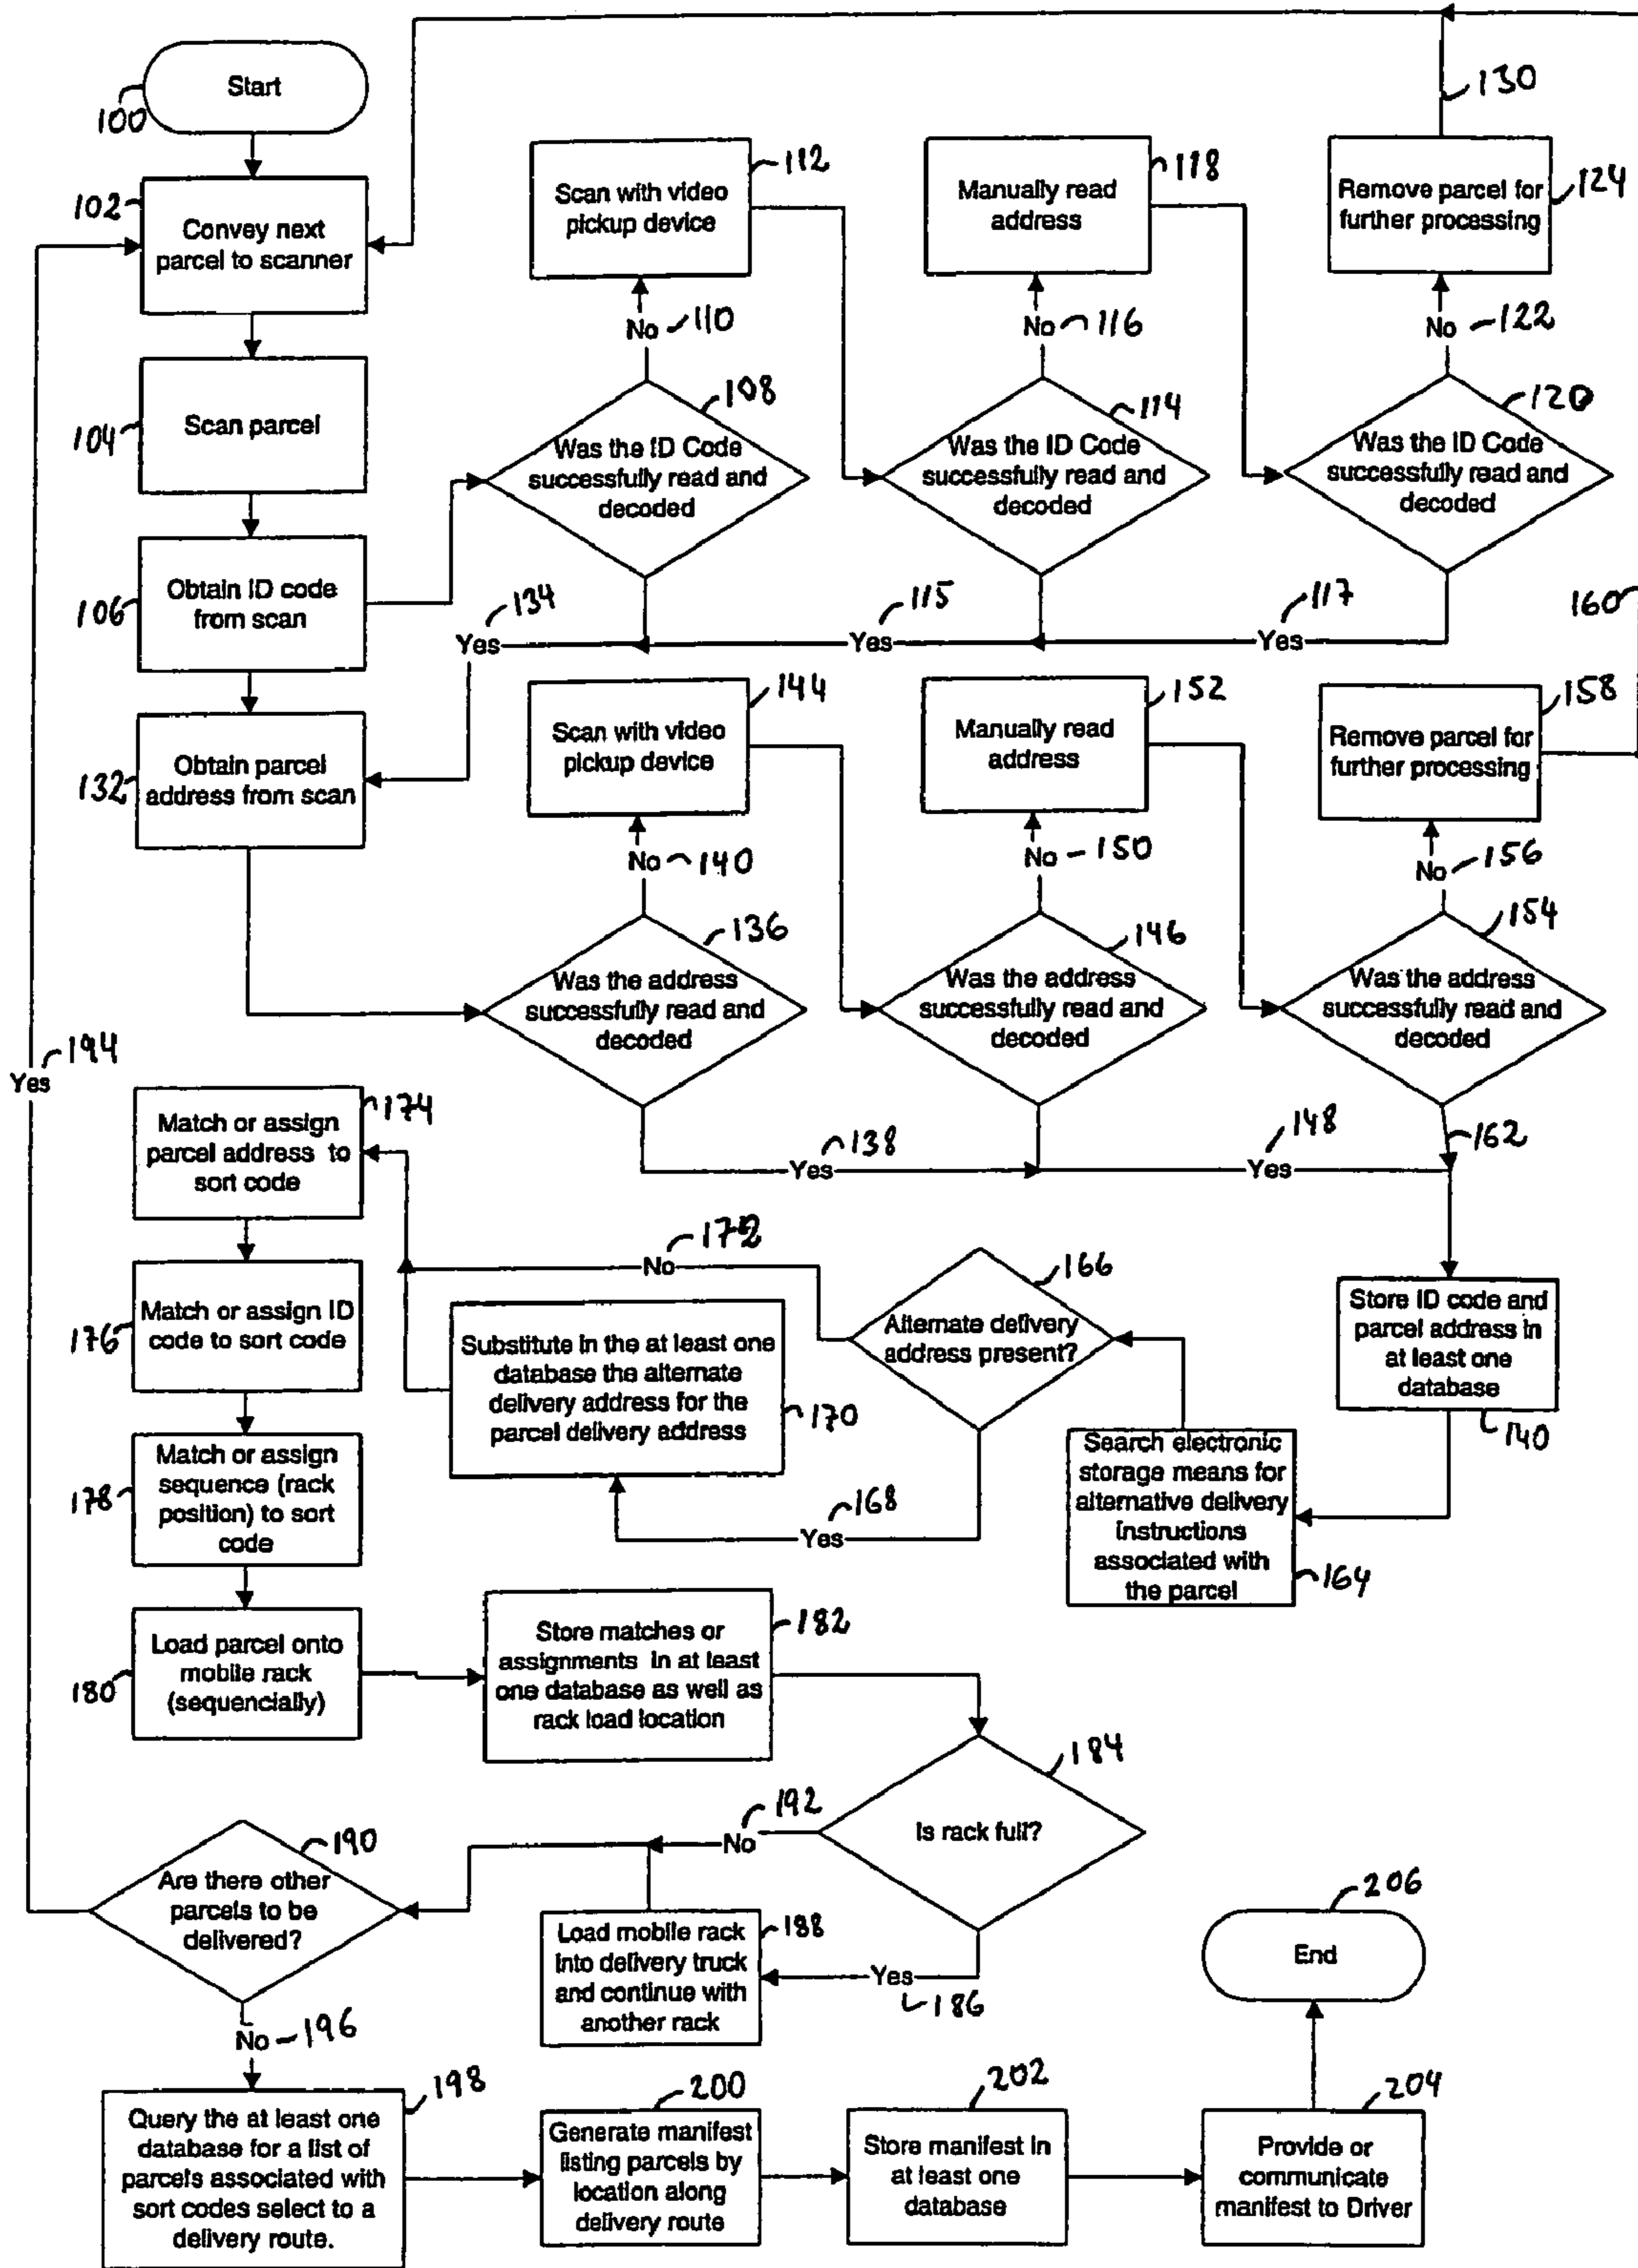 Start
100
130
112
Scan with video
pickup device
118
Manually read
address
Remove parcel for
further processing
124
102
Convey next
parcel to scanner
No 110
No 116
No 122
104
Scan parcel
108
Was the ID Code
successfully read and
decoded
114
Was the ID Code
successfully read and
decoded
120
Was the ID Code
successfully read and
decoded
106
Obtain ID code
from scan
134
Yes
115
Yes
117
Yes
160
132
Obtain parcel
address from scan
144
Scan with video
pickup device
152
Manually read
address
158
Remove parcel for
further processing
No 140
No 150
No 156
136
Was the address
successfully read and
decoded
146
Was the address
successfully read and
decoded
154
Was the address
successfully read and
decoded
194
Yes
174
Match or assign
parcel address to
sort code
138
Yes
148
Yes
162
172
No
166
Alternate delivery
address present?
Store ID code and
parcel address in
at least one
database
140
176
Match or assign ID
code to sort code
Substitute in the at least one
database the alternate
delivery address for the
parcel delivery address
170
Search electronic
storage means for
alternative delivery
instructions
associated with
the parcel
164
178
Match or assign
sequence (rack
position) to sort
code
168
Yes
180
Load parcel onto
mobile rack
(sequencially)
182
Store matches or
assignments in at least
one database as well as
rack load location
184
Is rack full?
192
No
190
Are there other
parcels to be
delivered?
188
Load mobile rack
into delivery truck
and continue with
another rack
Yes
186
206
End
No 196
198
Query the at least one
database for a list of
parcels associated with
sort codes select to a
delivery route.
200
Generate manifest
listing parcels by
location along
delivery route
202
Store manifest in
at least one
database
204
Provide or
communicate
manifest to Driver